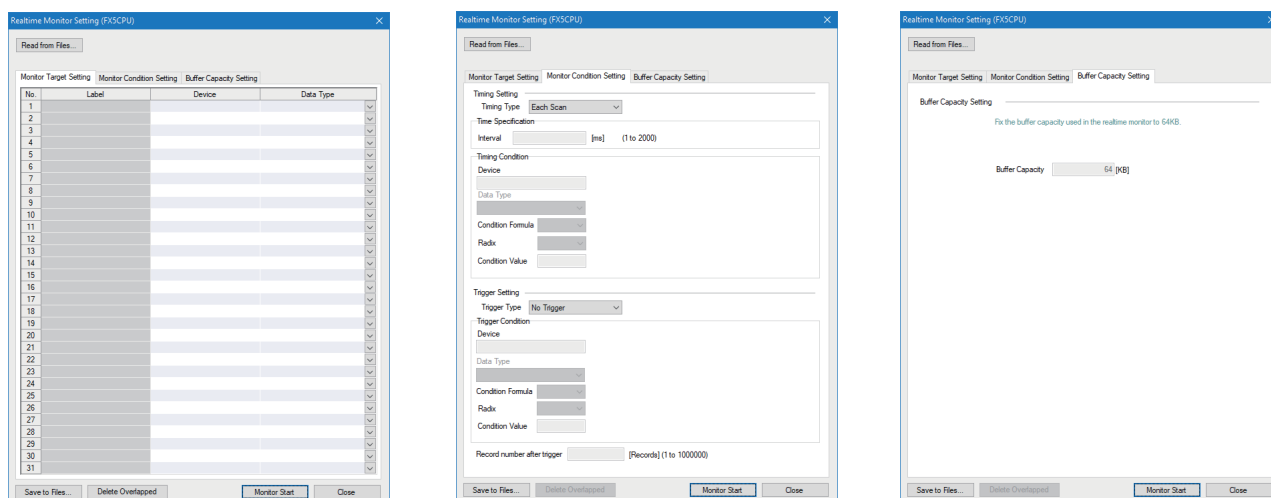 Realtime Monitor Setting (FX5CPU)
Read from Files...
Monitor Target Setting Monitor Condition Setting Buffer Capacity Setting
No. Label Device Data Type
1
2
3
4
5
6
7
8
9
10
11
12
13
14
15
16
17
18
19
20
21
22
23
24
25
26
27
28
29
30
31
Save to Files... Delete Overlapped Monitor Start Close
Realtime Monitor Setting (FX5CPU)
Read from Files...
Monitor Target Setting Monitor Condition Setting Buffer Capacity Setting
Timing Setting
Timing Type Each Scan
Time Specification
Interval [ms] (1 to 2000)
Timing Condition
Device
Data Type
Condition Formula
Radix
Condition Value
Trigger Setting
Trigger Type No Trigger
Trigger Condition
Device
Data Type
Condition Formula
Radix
Condition Value
Record number after trigger [Records] (1 to 1000000)
Save to Files... Delete Overlapped Monitor Start Close
Realtime Monitor Setting (FX5CPU)
Read from Files...
Monitor Target Setting Monitor Condition Setting Buffer Capacity Setting
Buffer Capacity Setting
Fix the buffer capacity used in the realtime monitor to 64KB.
Buffer Capacity 64 [KB]
Save to Files... Delete Overlapped Monitor Start Close